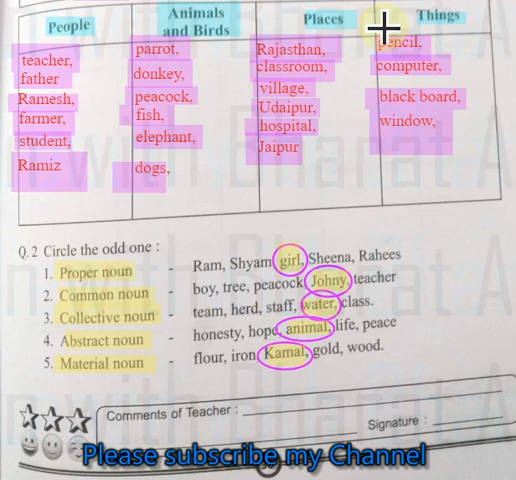 People
Animals
and Birds
Places
Things
teacher,
father
Ramesh,
farmer,
student,
Ramiz
parrot,
donkey,
peacock,
fish,
elephant,
dogs,
Rajasthan,
classroom,
village,
Udaipur,
hospital,
Jaipur
pencil,
computer,
black board,
window,
Q.2 Circle the odd one :
1. Proper noun - Ram, Shyam, girl, Sheena, Rahees
2. Common noun - boy, tree, peacock, Johny, teacher
3. Collective noun - team, herd, staff, water, class.
4. Abstract noun - honesty, hope, animal, life, peace
5. Material noun - flour, iron, Kamal, gold, wood.
Comments of Teacher :
Signature :
Please subscribe my Channel